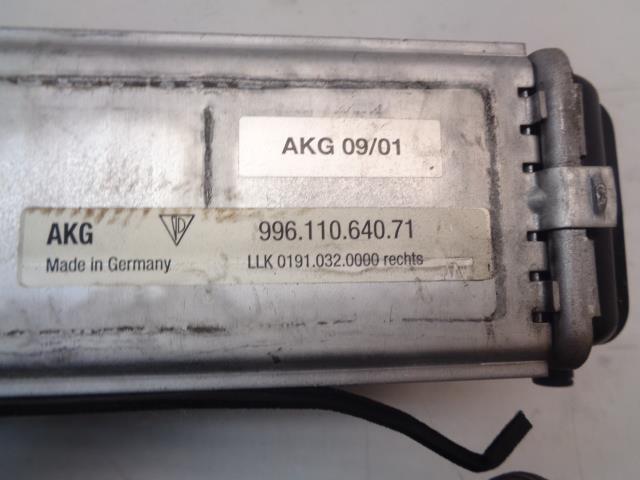 AKG 09/01
AKG 996.110.640.71
Made in Germany LLK 0191.032.0000 rechts